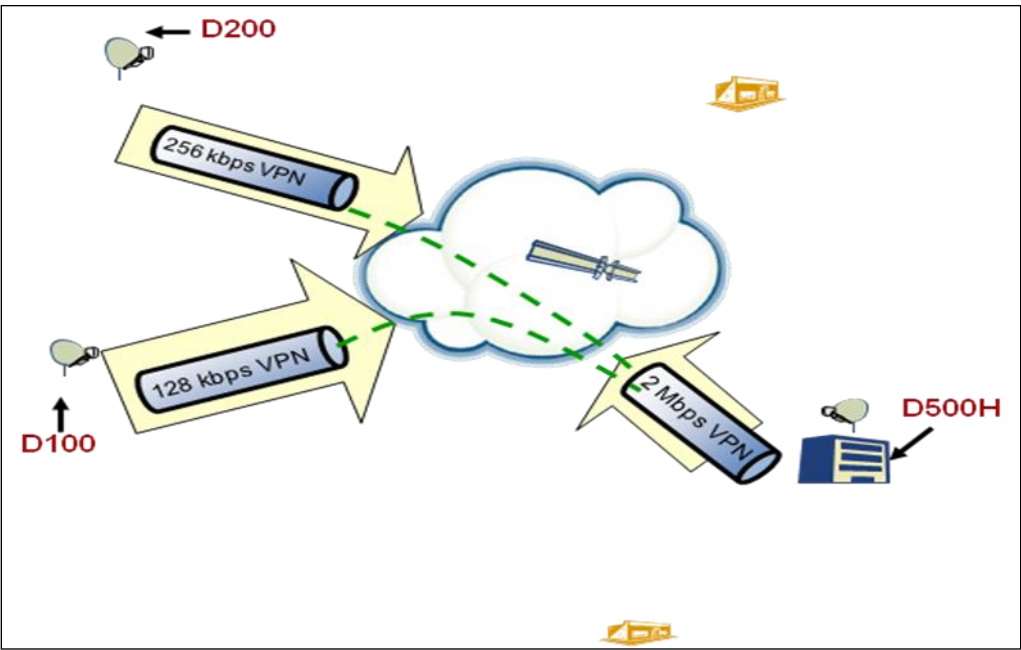 D200
256 kbps VPN
128 kbps VPN
D100
2 Mbps VPN
D500H